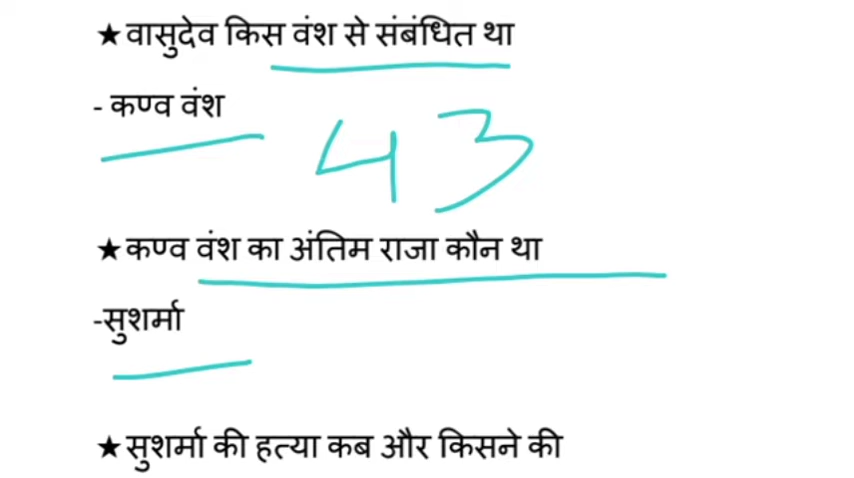 ★वासुदेव किस वंश से संबंधित था
- कण्व वंश
43
★कण्व वंश का अंतिम राजा कौन था
-सुशर्मा
★सुशर्मा की हत्या कब और किसने की